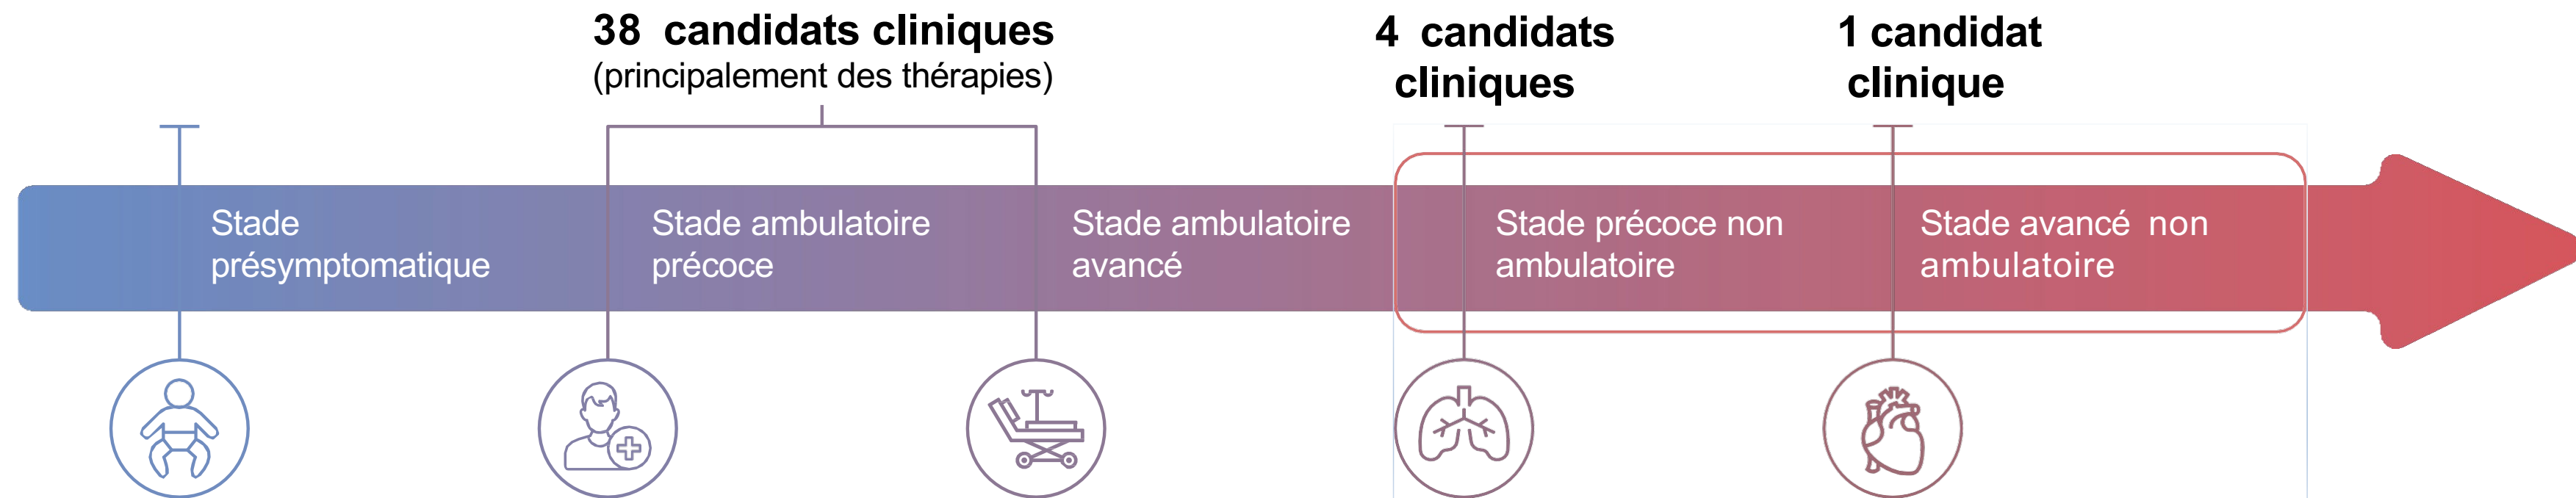 38 candidats cliniques
(principalement des thérapies)
4 candidats
cliniques
1 candidat
clinique
Stade
présymptomatique
Stade ambulatoire
précoce
Stade ambulatoire
avancé
Stade précoce non
ambulatoire
Stade avancé non
ambulatoire